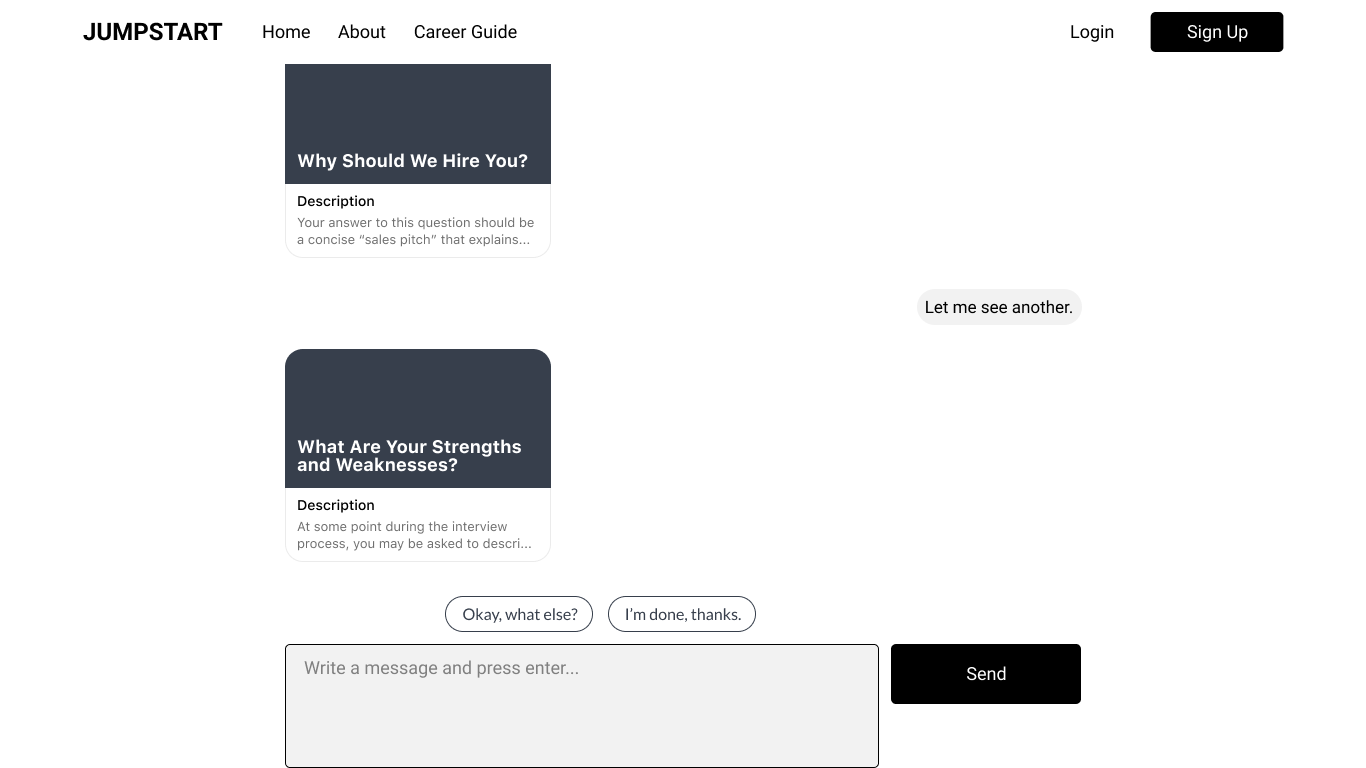 JUMPSTART
Home
About
Career Guide
Login
Sign Up
Why Should We Hire You?
Description
Your answer to this question should be
a concise “sales pitch” that explains...
Let me see another.
What Are Your Strengths
and Weaknesses?
Description
At some point during the interview
process, you may be asked to descri...
Okay, what else?
I’m done, thanks.
Write a message and press enter...
Send